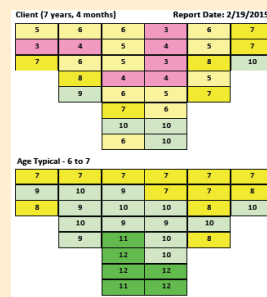 Client (7 years, 4 months) Report Date: 2/19/2015
5 6 6 3 6 7
3 4 5 4 5 7
7 6 5 3 8 10
8 4 4 5
9 6 5 7
7 6
10 10
6 10
Age Typical - 6 to 7
7 7 7 7 7 7
9 10 9 7 7 8
8 9 10 10 8 10
10 9 9 10
9 11 10 8
12 10
12 12
11 12